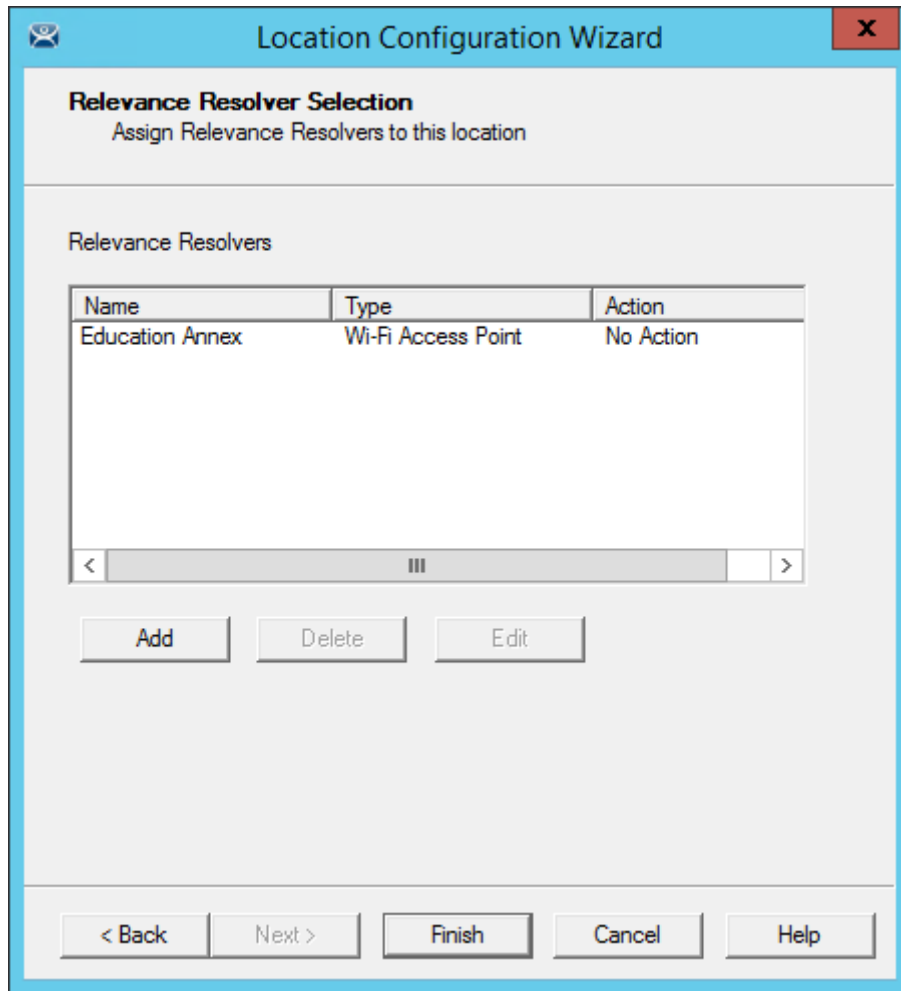 Location Configuration Wizard
x
Relevance Resolver Selection
Assign Relevance Resolvers to this location
Relevance Resolvers
Name Type Action
Education Annex Wi-Fi Access Point No Action
Add Delete Edit
< Back Next > Finish Cancel Help